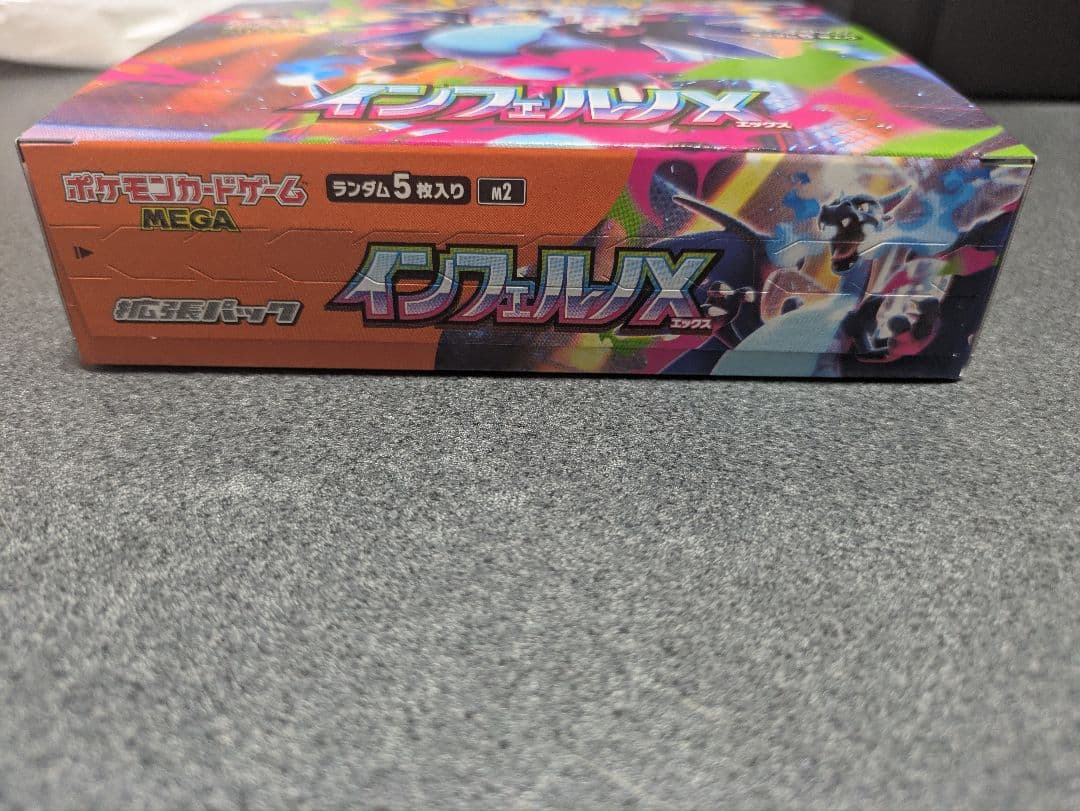 インフェルノX
エックス
ポケモンカードゲーム
MEGA
ランダム5枚入り M2
拡張パック
インフェルノX
エックス